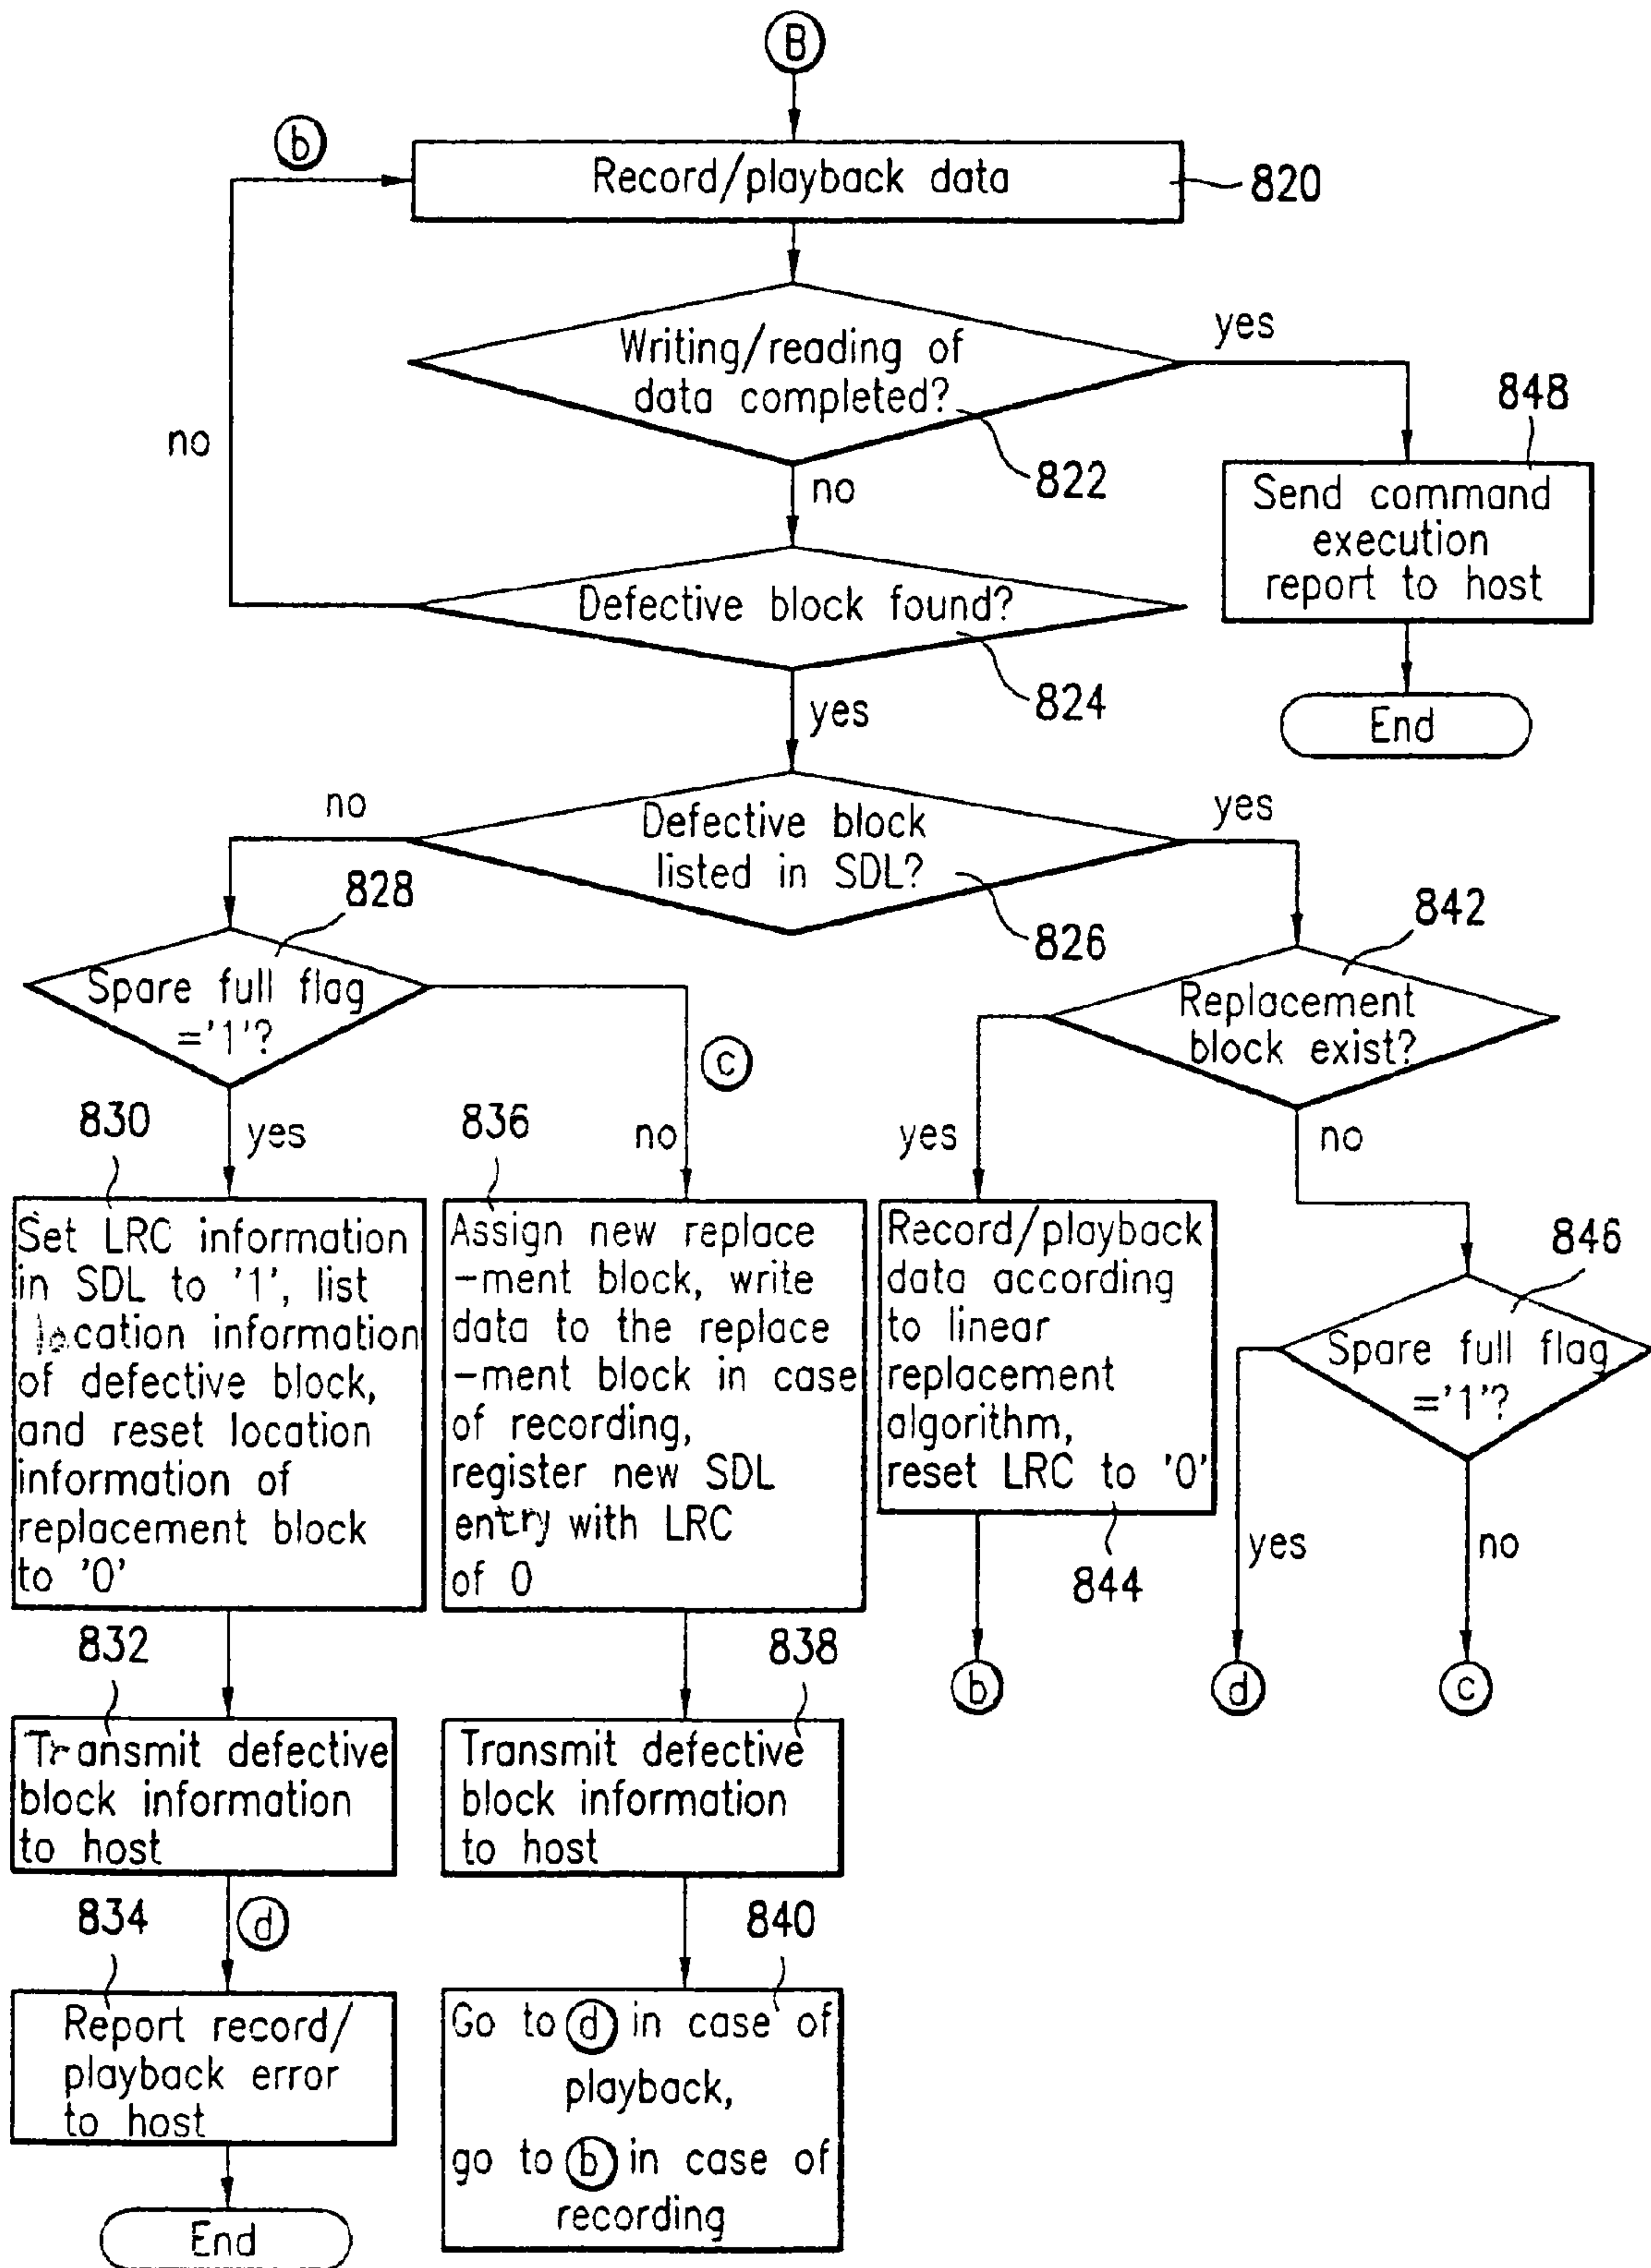 B
b
Record/playback data
820
Writing/reading of
data completed?
yes
822
no
no
848
Send command
execution
report to host
Defective block found?
824
yes
End
Defective block
listed in SDL?
no
yes
826
828
Spare full flag
='1'?
842
Replacement
block exist?
c
830
yes
836
no
yes
no
Set LRC information
in SDL to '1', list
location information
of defective block,
and reset location
information of
replacement block
to '0'
Assign new replace
-ment block, write
data to the replace
-ment block in case
of recording,
register new SDL
entry with LRC
of 0
Record/playback
data according
to linear
replacement
algorithm,
reset LRC to '0'
844
846
Spare full flag
='1'?
yes
no
b
d
c
832
Transmit defective
block information
to host
838
Transmit defective
block information
to host
834
d
840
Report record/
playback error
to host
Go to d in case of
playback,
go to b in case of
recording
End